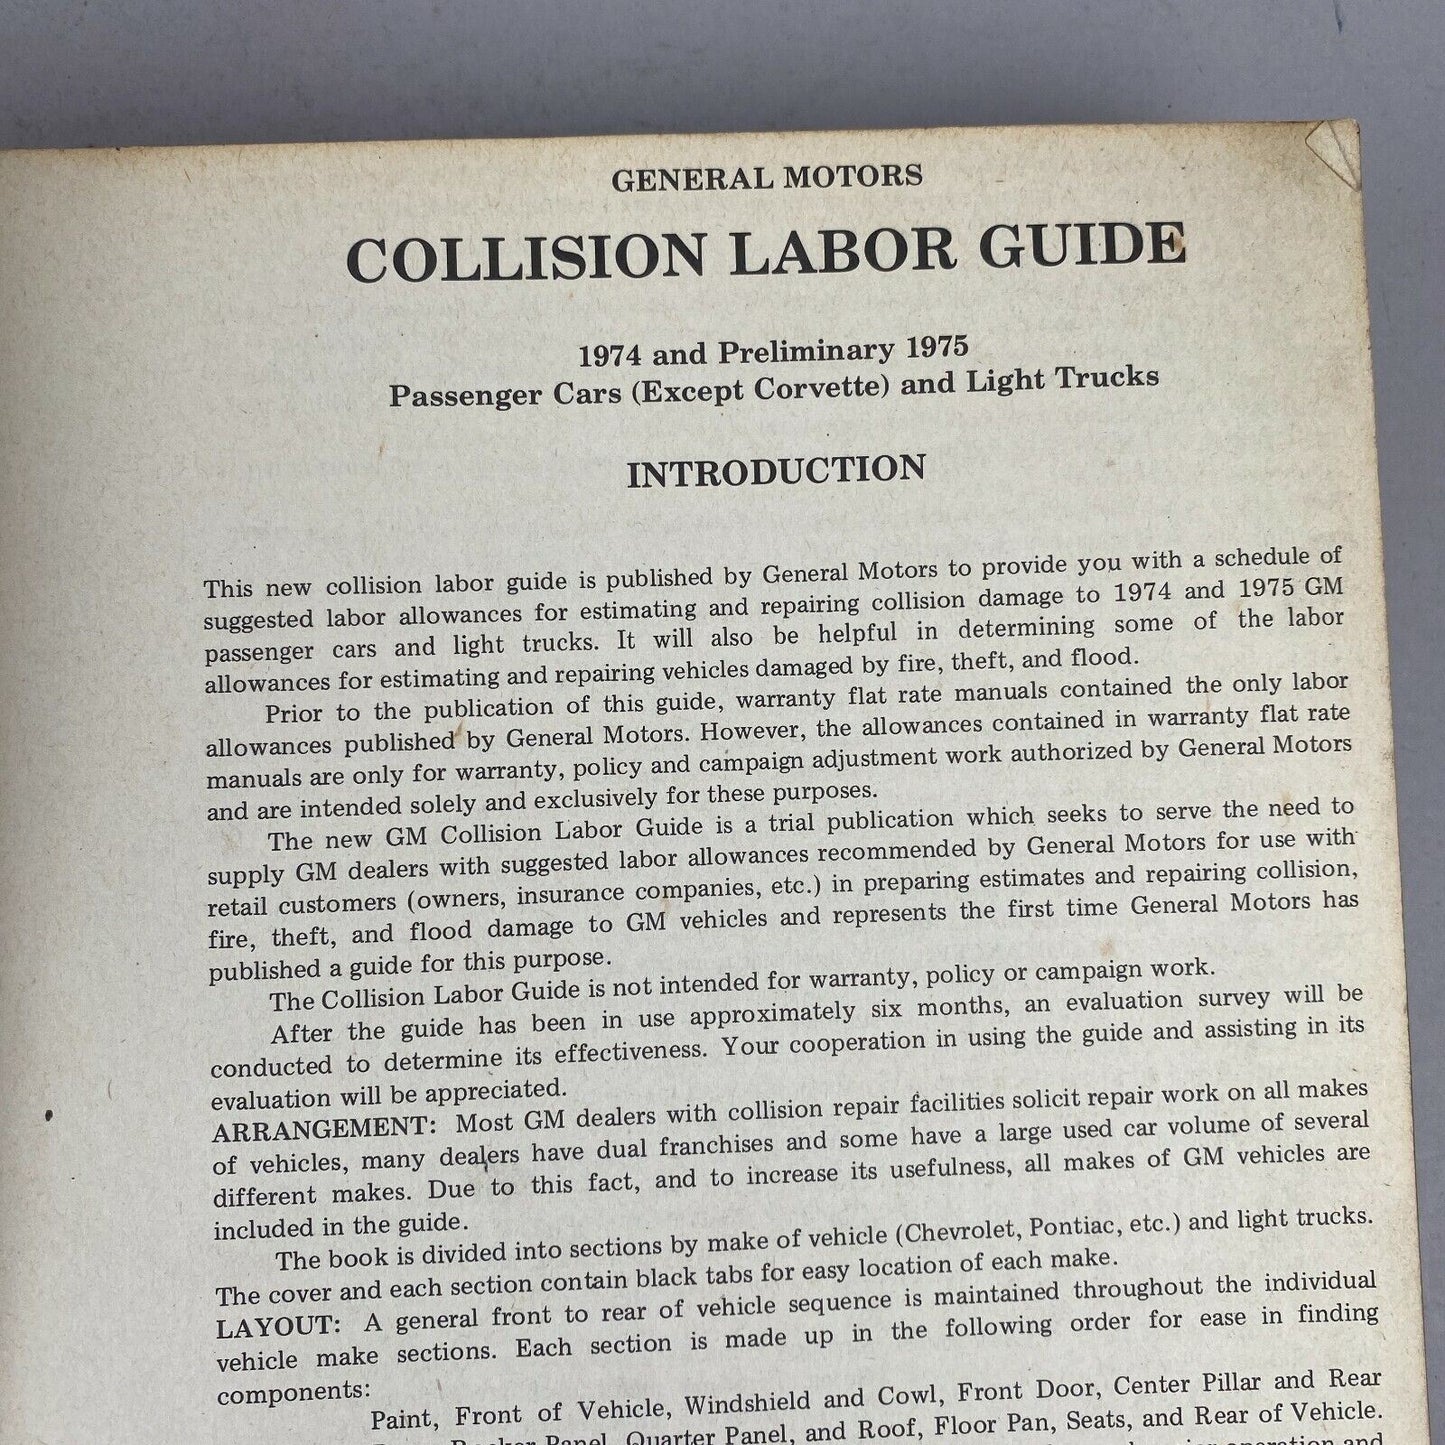 GENERAL MOTORS
COLLISION LABOR GUIDE
1974 and Preliminary 1975
Passenger Cars (Except Corvette) and Light Trucks
INTRODUCTION
This new collision labor guide is published by General Motors to provide you with a schedule of
suggested labor allowances for estimating and repairing collision damage to 1974 and 1975 GM
passenger cars and light trucks. It will also be helpful in determining some of the labor
allowances for estimating and repairing vehicles damaged by fire, theft, and flood.
Prior to the publication of this guide, warranty flat rate manuals contained the only labor
allowances published by General Motors. However, the allowances contained in warranty flat rate
manuals are only for warranty, policy and campaign adjustment work authorized by General Motors
and are intended solely and exclusively for these purposes.
The new GM Collision Labor Guide is a trial publication which seeks to serve the need to
supply GM dealers with suggested labor allowances recommended by General Motors for use with
retail customers (owners, insurance companies, etc.) in preparing estimates and repairing collision,
fire, theft, and flood damage to GM vehicles and represents the first time General Motors has
published a guide for this purpose.
The Collision Labor Guide is not intended for warranty, policy or campaign work.
After the guide has been in use approximately six months, an evaluation survey will be
conducted to determine its effectiveness. Your cooperation in using the guide and assisting in its
evaluation will be appreciated.
ARRANGEMENT: Most GM dealers with collision repair facilities solicit repair work on all makes
of vehicles, many dealers have dual franchises and some have a large used car volume of several
different makes. Due to this fact, and to increase its usefulness, all makes of GM vehicles are
included in the guide.
The book is divided into sections by make of vehicle (Chevrolet, Pontiac, etc.) and light trucks.
The cover and each section contain black tabs for easy location of each make.
LAYOUT: A general front to rear of vehicle sequence is maintained throughout the individual
vehicle make sections. Each section is made up in the following order for ease in finding
components:
Paint, Front of Vehicle, Windshield and Cowl, Front Door, Center Pillar and Rear
Panel, Quarter Panel, and Roof, Floor Pan, Seats, and Rear of Vehicle.
operation and